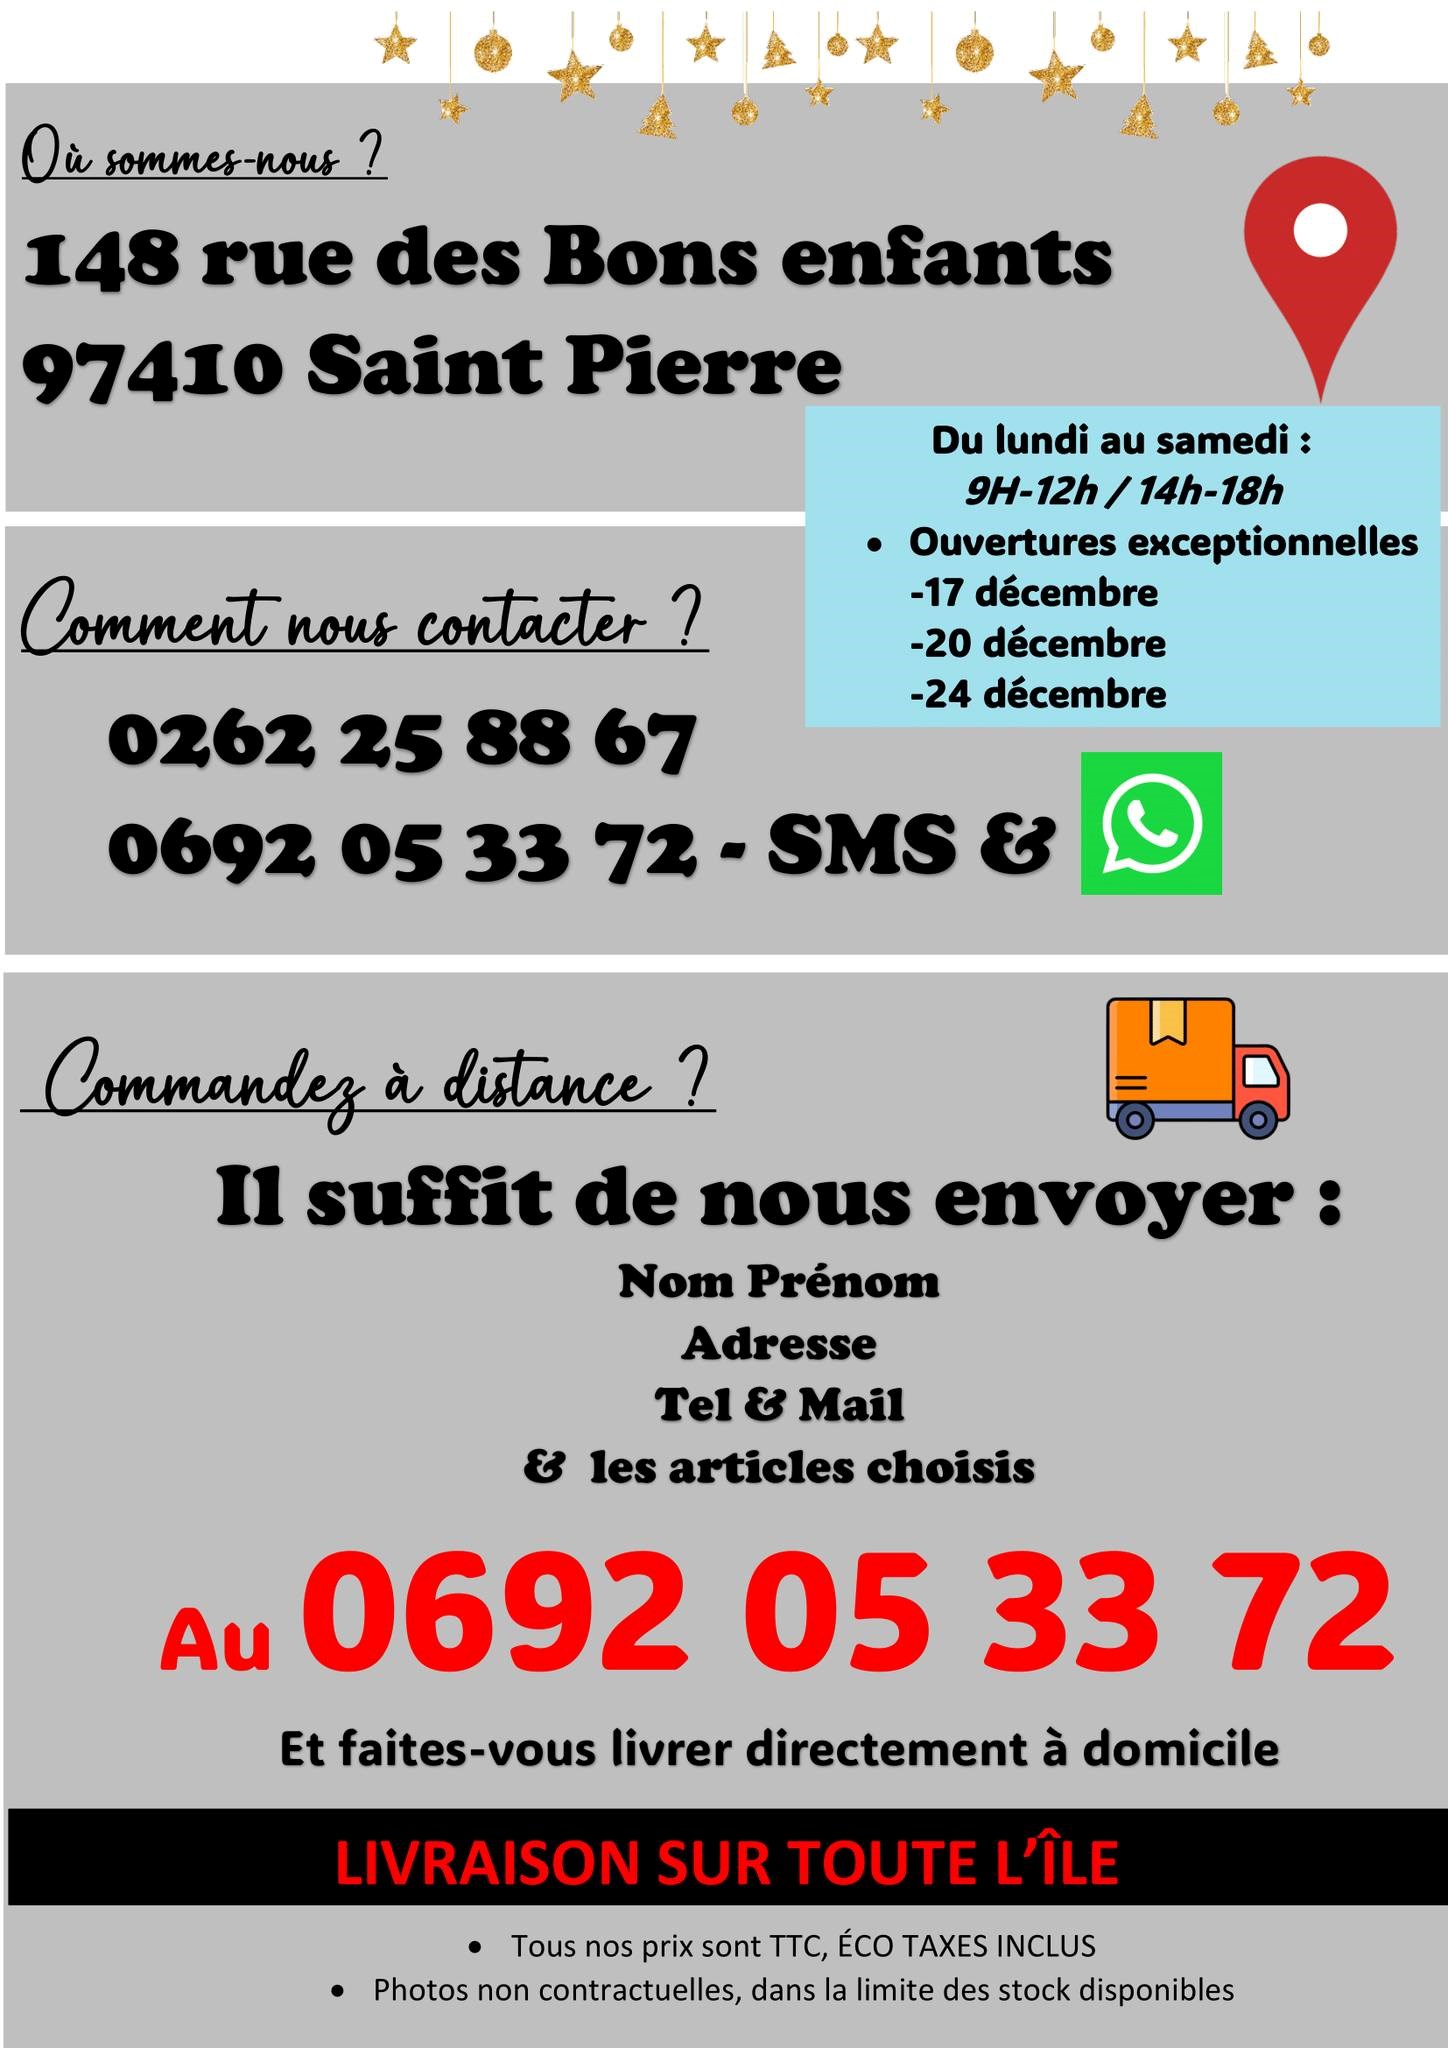 Où sommes-nous ?
148 rue des Bons enfants
97410 Saint Pierre
Du lundi au samedi :
9H-12h / 14h-18h
• Ouvertures exceptionnelles
-17 décembre
-20 décembre
-24 décembre
Comment nous contacter ?
0262 25 88 67
0692 05 33 72 - SMS &
Commandez à distance ?
Il suffit de nous envoyer :
Nom Prénom
Adresse
Tel & Mail
& les articles choisis
Au 0692 05 33 72
Et faites-vous livrer directement à domicile
LIVRAISON SUR TOUTE L’ÎLE
• Tous nos prix sont TTC, ÉCO TAXES INCLUS
• Photos non contractuelles, dans la limite des stock disponibles